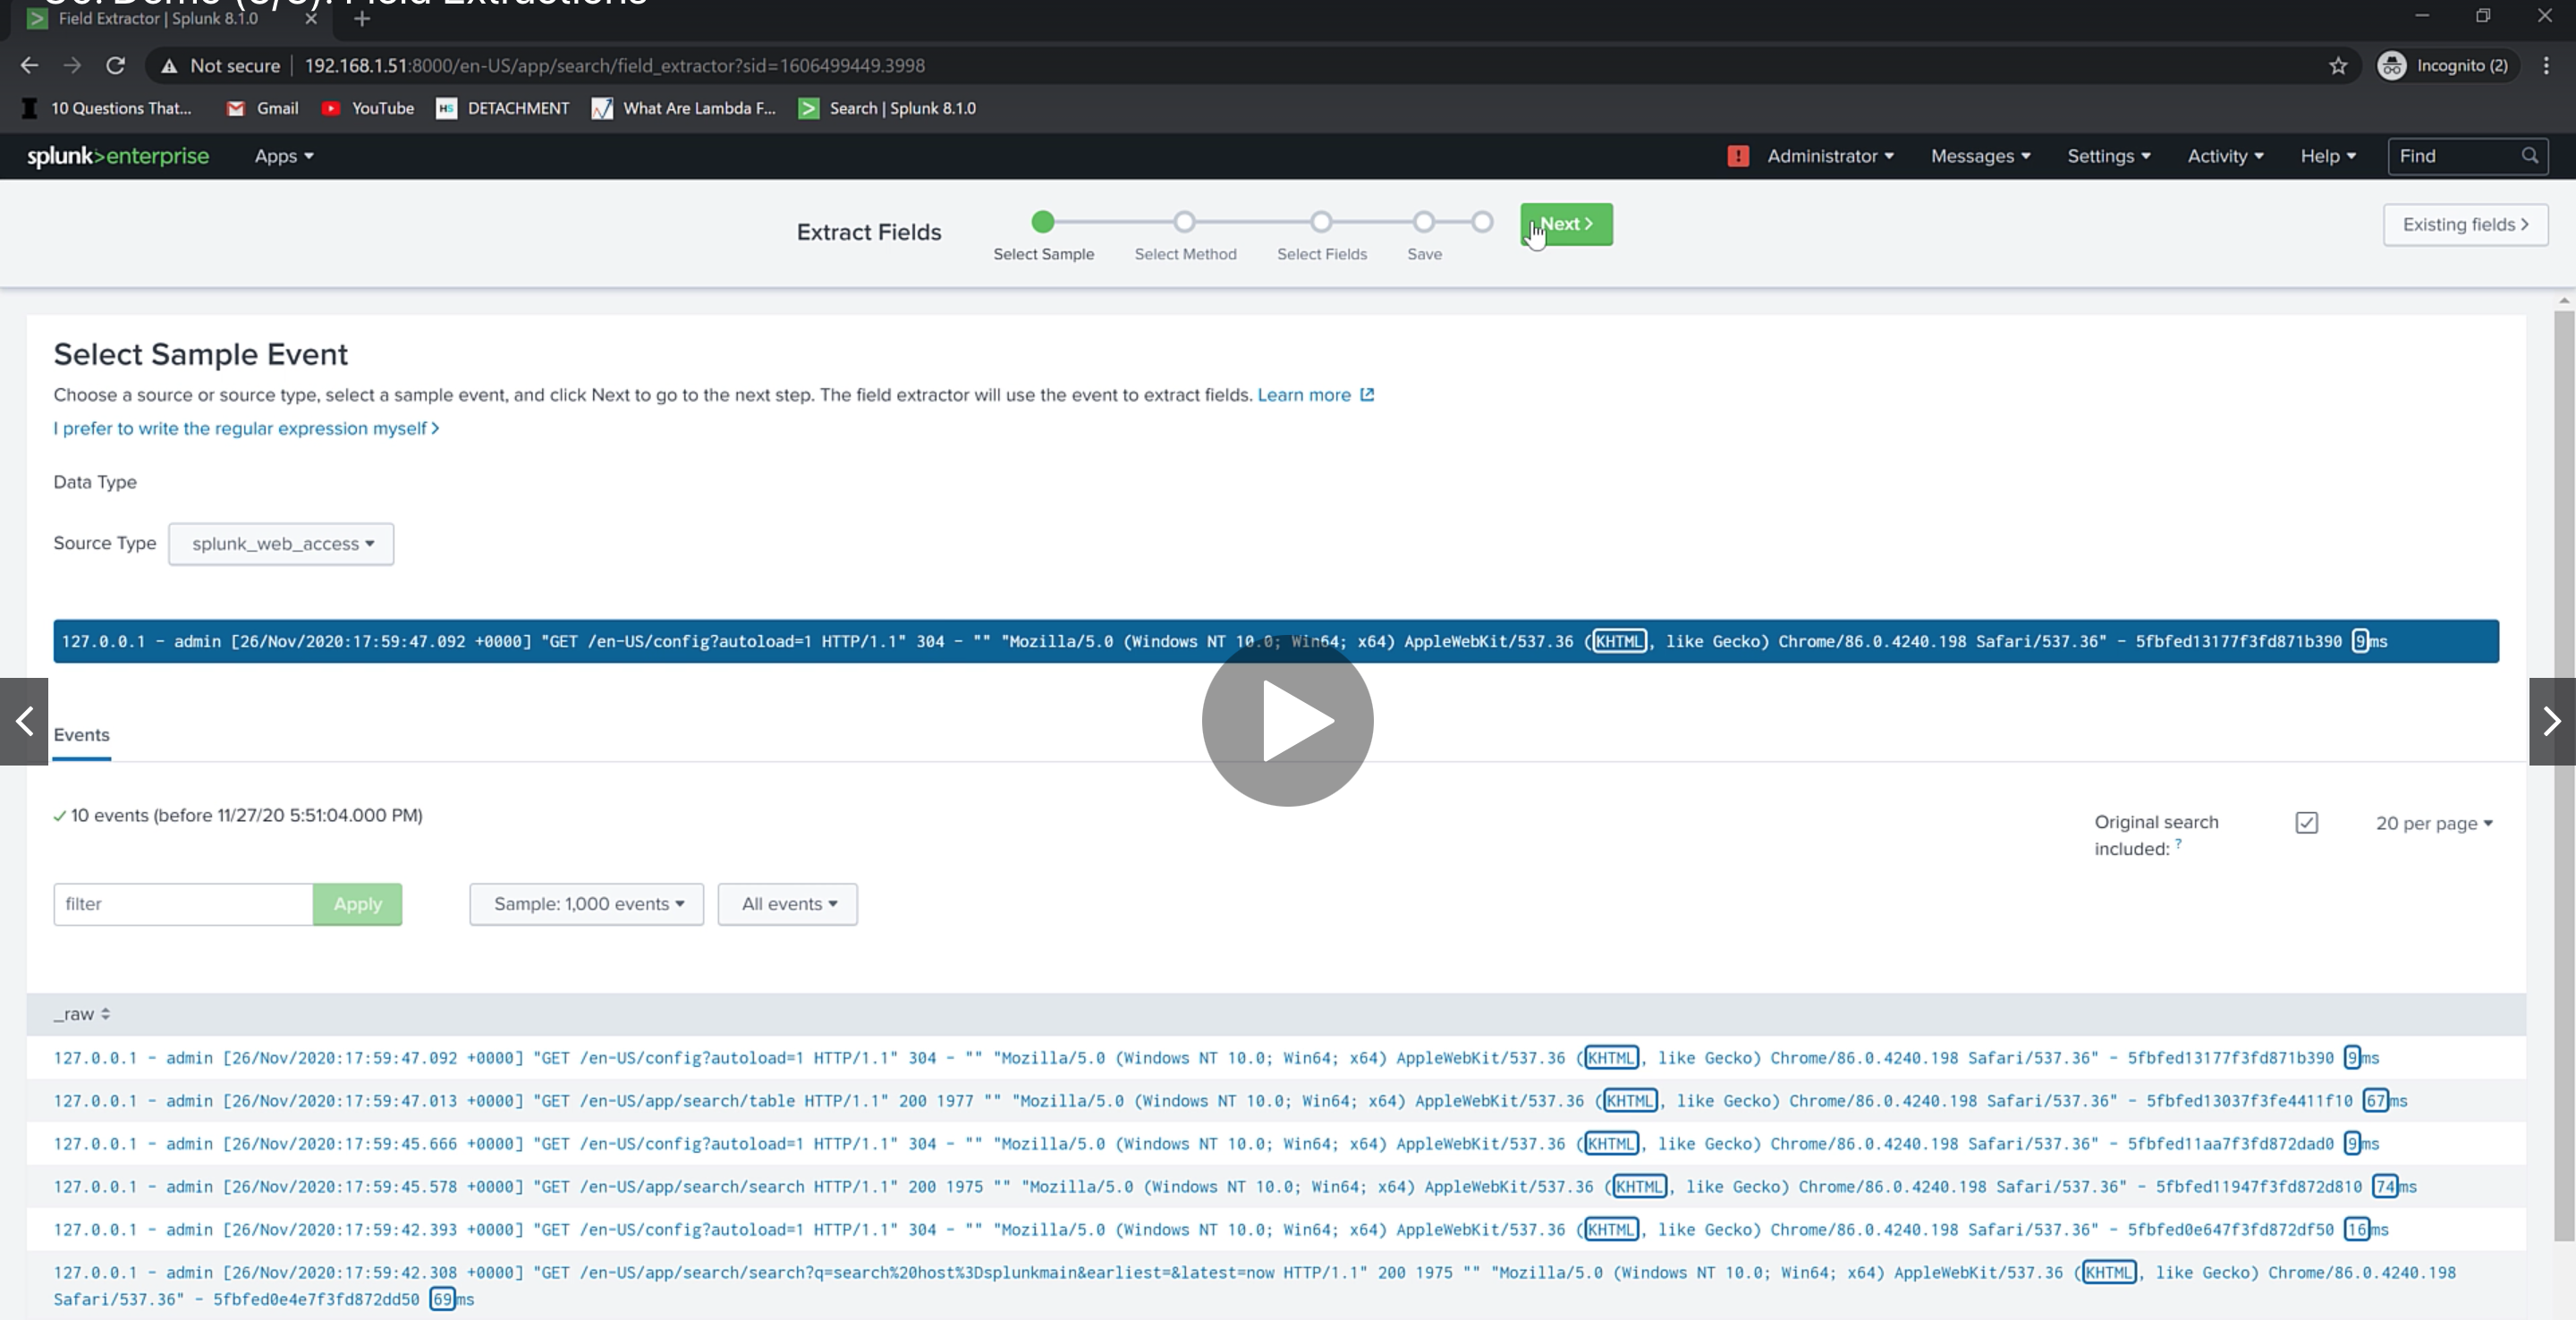 Field Extractor | Splunk 8.1.0
Not secure | 192.168.1.51:8000/en-US/app/search/field_extractor?sid=1606499449.3998
Incognito (2)
10 Questions That...
Gmail
YouTube
HS DETACHMENT
What Are Lambda F...
Search | Splunk 8.1.0
splunk>enterprise
Apps
Administrator
Messages
Settings
Activity
Help
Find
Extract Fields
Select Sample
Select Method
Select Fields
Save
Next >
Existing fields >
Select Sample Event
Choose a source or source type, select a sample event, and click Next to go to the next step. The field extractor will use the event to extract fields. Learn more
I prefer to write the regular expression myself >
Data Type
Source Type splunk_web_access
127.0.0.1 - admin [26/Nov/2020:17:59:47.092 +0000] "GET /en-US/config?autoload=1 HTTP/1.1" 304 - "" "Mozilla/5.0 (Windows NT 10.0; Win64; x64) AppleWebKit/537.36 (KHTML, like Gecko) Chrome/86.0.4240.198 Safari/537.36" - 5fbfed13177f3fd871b390 9ms
Events
10 events (before 11/27/20 5:51:04.000 PM)
Original search
included: ?
20 per page
filter
Apply
Sample: 1,000 events
All events
_raw
127.0.0.1 - admin [26/Nov/2020:17:59:47.092 +0000] "GET /en-US/config?autoload=1 HTTP/1.1" 304 - "" "Mozilla/5.0 (Windows NT 10.0; Win64; x64) AppleWebKit/537.36 (KHTML, like Gecko) Chrome/86.0.4240.198 Safari/537.36" - 5fbfed13177f3fd871b390 9ms
127.0.0.1 - admin [26/Nov/2020:17:59:47.013 +0000] "GET /en-US/app/search/table HTTP/1.1" 200 1977 "" "Mozilla/5.0 (Windows NT 10.0; Win64; x64) AppleWebKit/537.36 (KHTML, like Gecko) Chrome/86.0.4240.198 Safari/537.36" - 5fbfed13037f3fe4411f10 67ms
127.0.0.1 - admin [26/Nov/2020:17:59:45.666 +0000] "GET /en-US/config?autoload=1 HTTP/1.1" 304 - "" "Mozilla/5.0 (Windows NT 10.0; Win64; x64) AppleWebKit/537.36 (KHTML, like Gecko) Chrome/86.0.4240.198 Safari/537.36" - 5fbfed11aa7f3fd872dad0 9ms
127.0.0.1 - admin [26/Nov/2020:17:59:45.578 +0000] "GET /en-US/app/search/search HTTP/1.1" 200 1975 "" "Mozilla/5.0 (Windows NT 10.0; Win64; x64) AppleWebKit/537.36 (KHTML, like Gecko) Chrome/86.0.4240.198 Safari/537.36" - 5fbfed11947f3fd872d810 74ms
127.0.0.1 - admin [26/Nov/2020:17:59:42.393 +0000] "GET /en-US/config?autoload=1 HTTP/1.1" 304 - "" "Mozilla/5.0 (Windows NT 10.0; Win64; x64) AppleWebKit/537.36 (KHTML, like Gecko) Chrome/86.0.4240.198 Safari/537.36" - 5fbfed0e647f3fd872df50 16ms
127.0.0.1 - admin [26/Nov/2020:17:59:42.308 +0000] "GET /en-US/app/search/search?q=search%20host%3Dsplunkmain&earliest=&latest=now HTTP/1.1" 200 1975 "" "Mozilla/5.0 (Windows NT 10.0; Win64; x64) AppleWebKit/537.36 (KHTML, like Gecko) Chrome/86.0.4240.198
Safari/537.36" - 5fbfed0e4e7f3fd872dd50 69ms